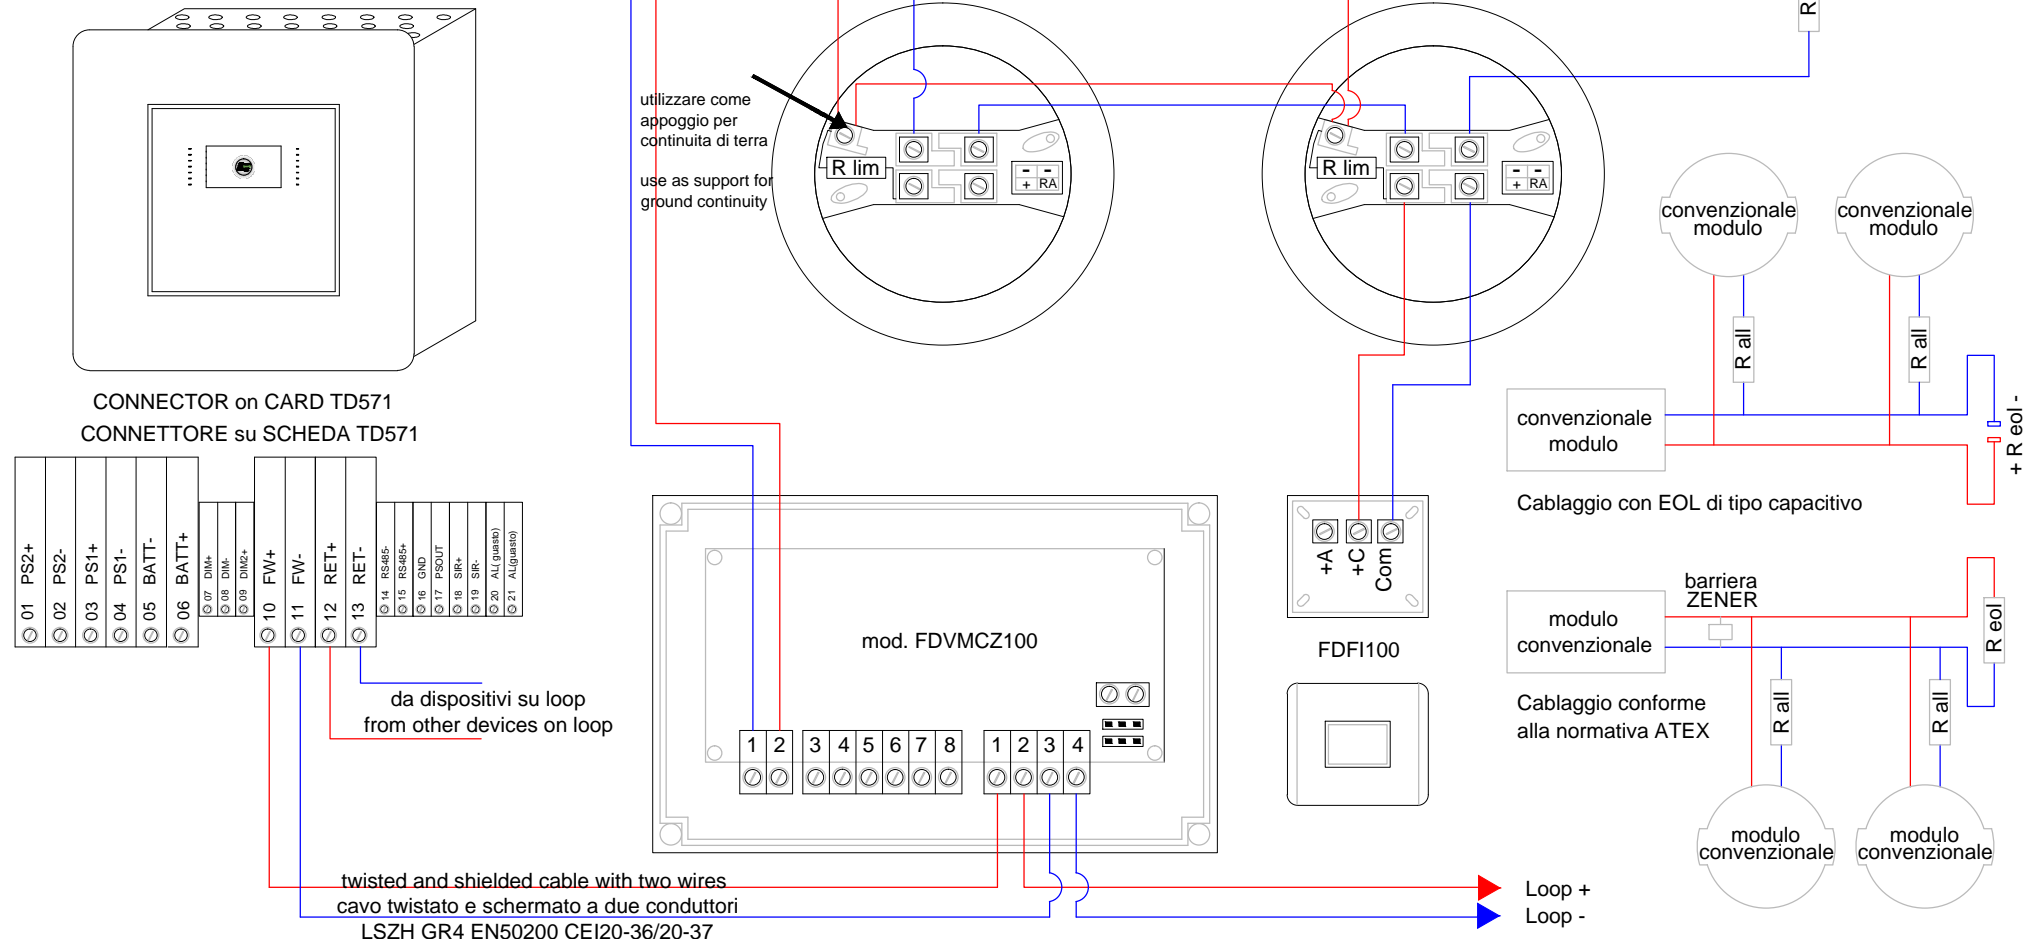 CONNECTOR on CARD TD571
CONNETTORE su SCHEDA TD571
01 PS2+
02 PS2-
03 PS1+
04 PS1-
05 BATT-
06 BATT+
07 DIM+
08 DIM-
09 DIM2+
10 FW+
11 FW-
12 RET+
13 RET-
14 RS485-
15 RS485+
16 GND
17 PSOUT
18 SIR+
19 SIR-
20 AL( guasto)
21 AL(guasto)
da dispositivi su loop
from other devices on loop
twisted and shielded cable with two wires
cavo twistato e schermato a due conduttori
LSZH GR4 EN50200 CEI20-36/20-37
utilizzare come
appoggio per
continuita di terra
use as support for
ground continuity
R lim
- -
+ RA
R lim
- -
+ RA
mod. FDVMCZ100
1 2 3 4 5 6 7 8 1 2 3 4
+A
+C
Com
FDFI100
Loop +
Loop -
R
convenzionale
modulo
convenzionale
modulo
R all
R all
convenzionale
modulo
+ R eol -
Cablaggio con EOL di tipo capacitivo
barriera
ZENER
modulo
convenzionale
R eol
Cablaggio conforme
alla normativa ATEX
R all
R all
modulo
convenzionale
modulo
convenzionale